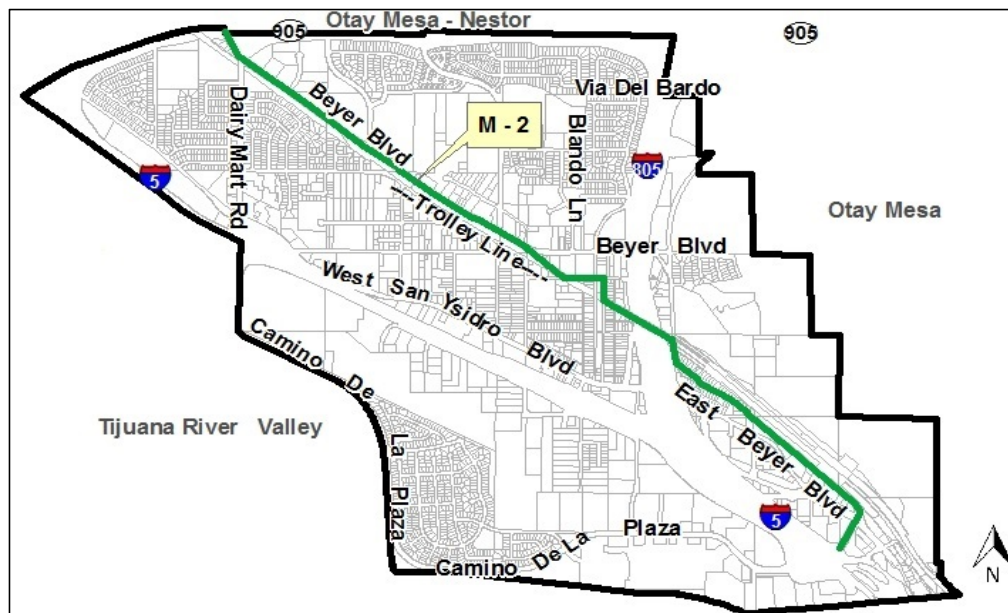 Otay Mesa - Nestor
905
905
Via Del Bardo
Beyer Blvd
M - 2
Blando Ln
Dairy Mart Rd
805
5
---Trolley Line---
Otay Mesa
Beyer Blvd
West San Ysidro Blvd
Camino De La Plaza
East Beyer Blvd
Tijuana River Valley
5
Camino De La Plaza
N